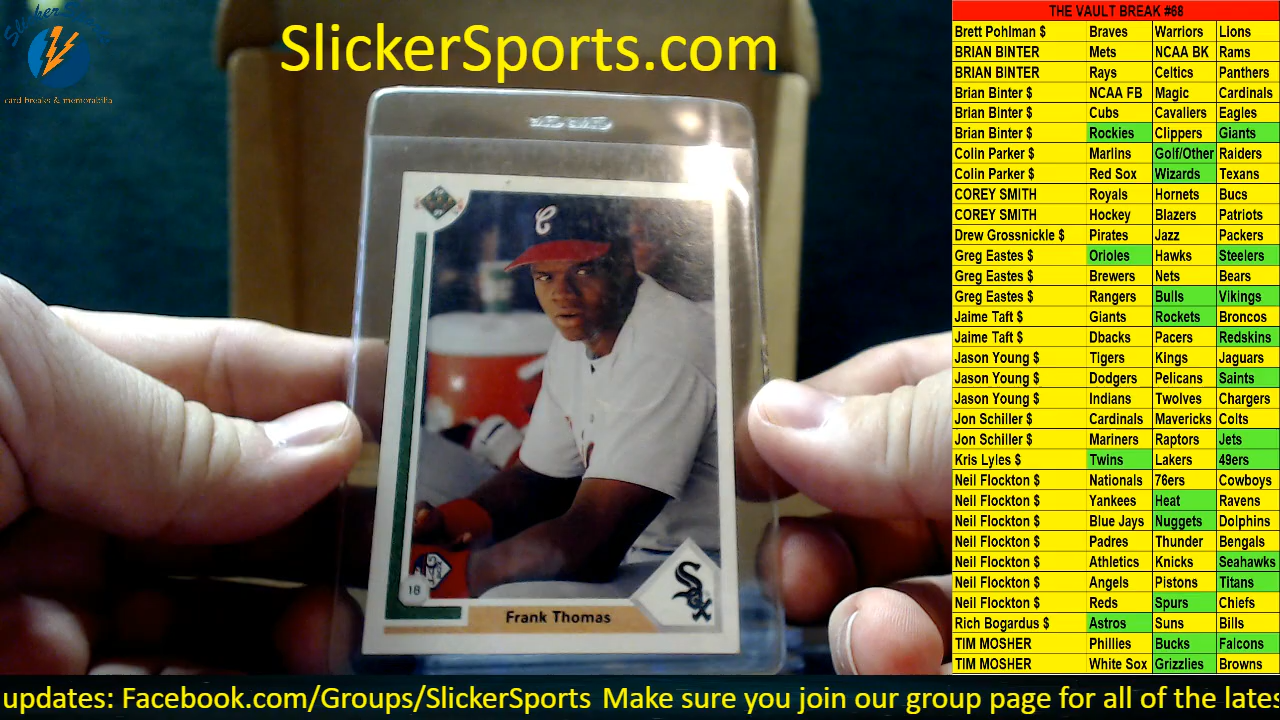 Slicker Sports
card breaks & memorabilia
SlickerSports.com
Frank Thomas
18
Sox
THE VAULT BREAK #68
Brett Pohlman $ Braves Warriors Lions
BRIAN BINTER Mets NCAA BK Rams
BRIAN BINTER Rays Celtics Panthers
Brian Binter $ NCAA FB Magic Cardinals
Brian Binter $ Cubs Cavaliers Eagles
Brian Binter $ Rockies Clippers Giants
Colin Parker $ Marlins Golf/Other Raiders
Colin Parker $ Red Sox Wizards Texans
COREY SMITH Royals Hornets Bucs
COREY SMITH Hockey Blazers Patriots
Drew Grossnickle $ Pirates Jazz Packers
Greg Eastes $ Orioles Hawks Steelers
Greg Eastes $ Brewers Nets Bears
Greg Eastes $ Rangers Bulls Vikings
Jaime Taft $ Giants Rockets Broncos
Jaime Taft $ Dbacks Pacers Redskins
Jason Young $ Tigers Kings Jaguars
Jason Young $ Dodgers Pelicans Saints
Jason Young $ Indians Twolves Chargers
Jon Schiller $ Cardinals Mavericks Colts
Jon Schiller $ Mariners Raptors Jets
Kris Lyles $ Twins Lakers 49ers
Neil Flockton $ Nationals 76ers Cowboys
Neil Flockton $ Yankees Heat Ravens
Neil Flockton $ Blue Jays Nuggets Dolphins
Neil Flockton $ Padres Thunder Bengals
Neil Flockton $ Athletics Knicks Seahawks
Neil Flockton $ Angels Pistons Titans
Neil Flockton $ Reds Spurs Chiefs
Rich Bogardus $ Astros Suns Bills
TIM MOSHER Phillies Bucks Falcons
TIM MOSHER White Sox Grizzlies Browns
updates: Facebook.com/Groups/SlickerSports Make sure you join our group page for all of the lates